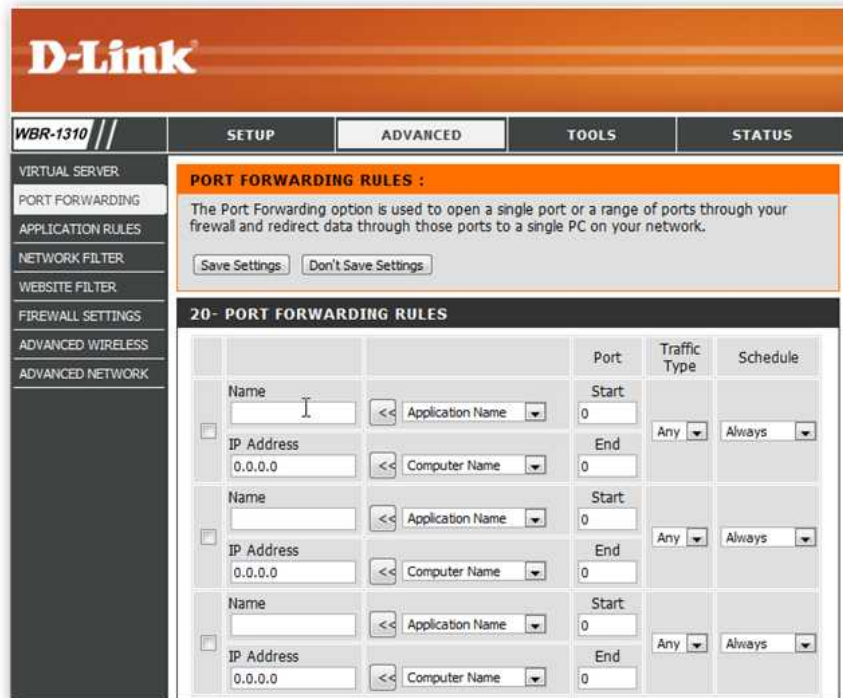 D-Link
WBR-1310
SETUP
ADVANCED
TOOLS
STATUS
VIRTUAL SERVER
PORT FORWARDING
APPLICATION RULES
NETWORK FILTER
WEBSITE FILTER
FIREWALL SETTINGS
ADVANCED WIRELESS
ADVANCED NETWORK
PORT FORWARDING RULES :
The Port Forwarding option is used to open a single port or a range of ports through your
firewall and redirect data through those ports to a single PC on your network.
Save Settings
Don't Save Settings
20- PORT FORWARDING RULES
Port
Traffic
Type
Schedule
Name
<<
Application Name
Start
0
Any
Always
IP Address
0.0.0.0
<<
Computer Name
End
0
Name
<<
Application Name
Start
0
Any
Always
IP Address
0.0.0.0
<<
Computer Name
End
0
Name
<<
Application Name
Start
0
Any
Always
IP Address
0.0.0.0
<<
Computer Name
End
0